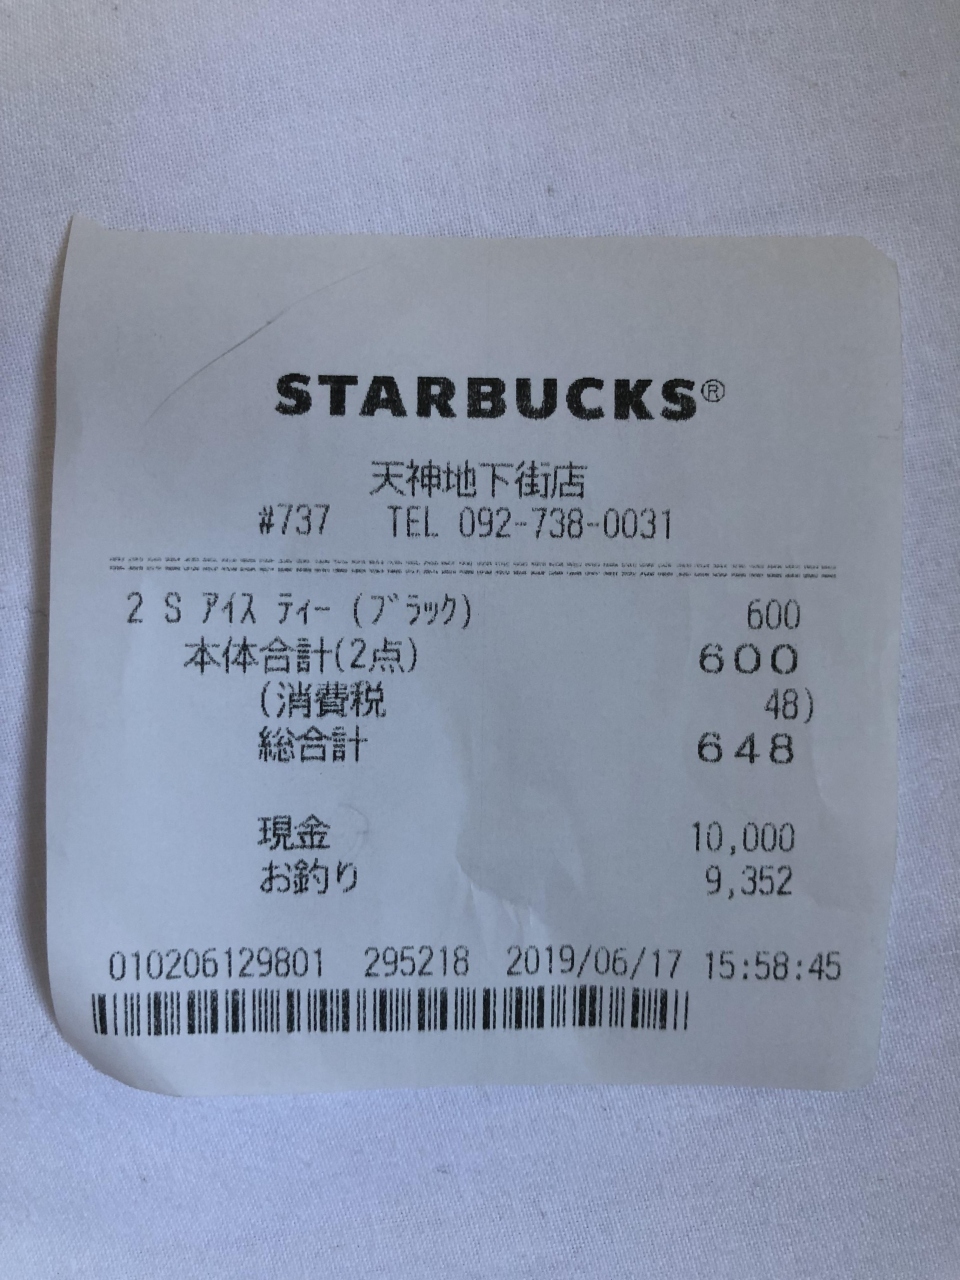 STARBUCKS®
天神地下街店
#737 TEL 092-738-0031
2 S ｱｲｽ ﾃｨｰ (ﾌﾞﾗｯｸ) 600
本体合計(2点) 600
(消費税 48)
総合計 648
現金 10,000
お釣り 9,352
010206129801 295218 2019/06/17 15:58:45